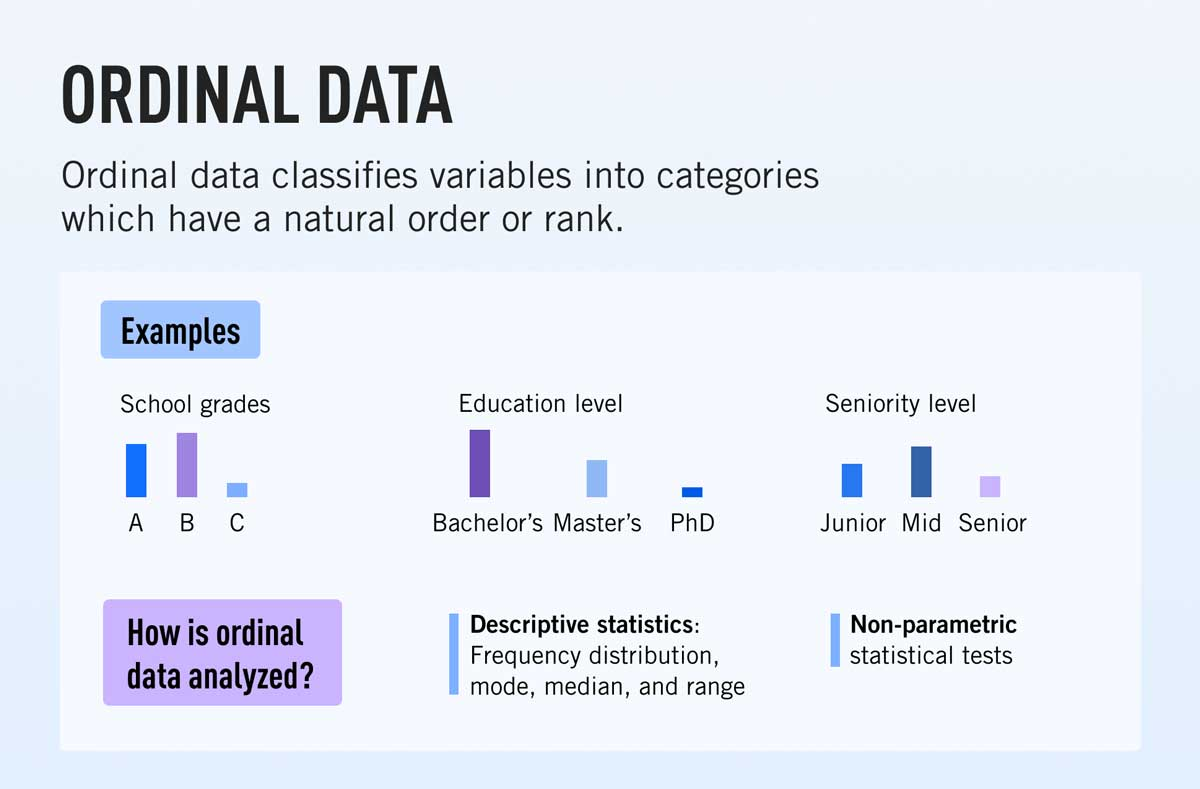 ORDINAL DATA
Ordinal data classifies variables into categories
which have a natural order or rank.
Examples
School grades
A B C
Education level
Bachelor’s Master’s PhD
Seniority level
Junior Mid Senior
How is ordinal
data analyzed?
Descriptive statistics:
Frequency distribution,
mode, median, and range
Non-parametric
statistical tests